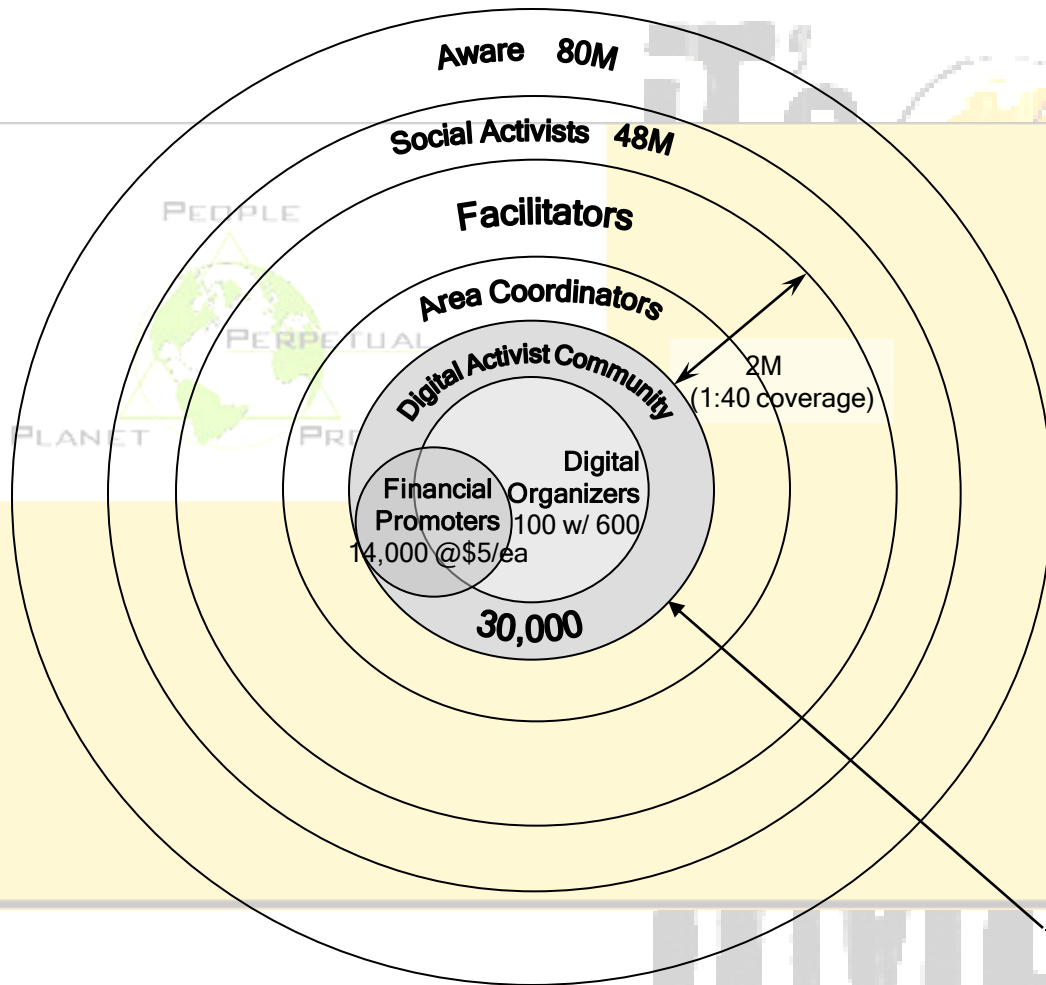 Aware 80M
Social Activists 48M
Facilitators
Area Coordinators
Digital Activist Community
2M
(1:40 coverage)
Digital
Organizers
100 w/ 600
Financial
Promoters
14,000 @$5/ea
30,000
PEOPLE
PERPETUAL
PLANET